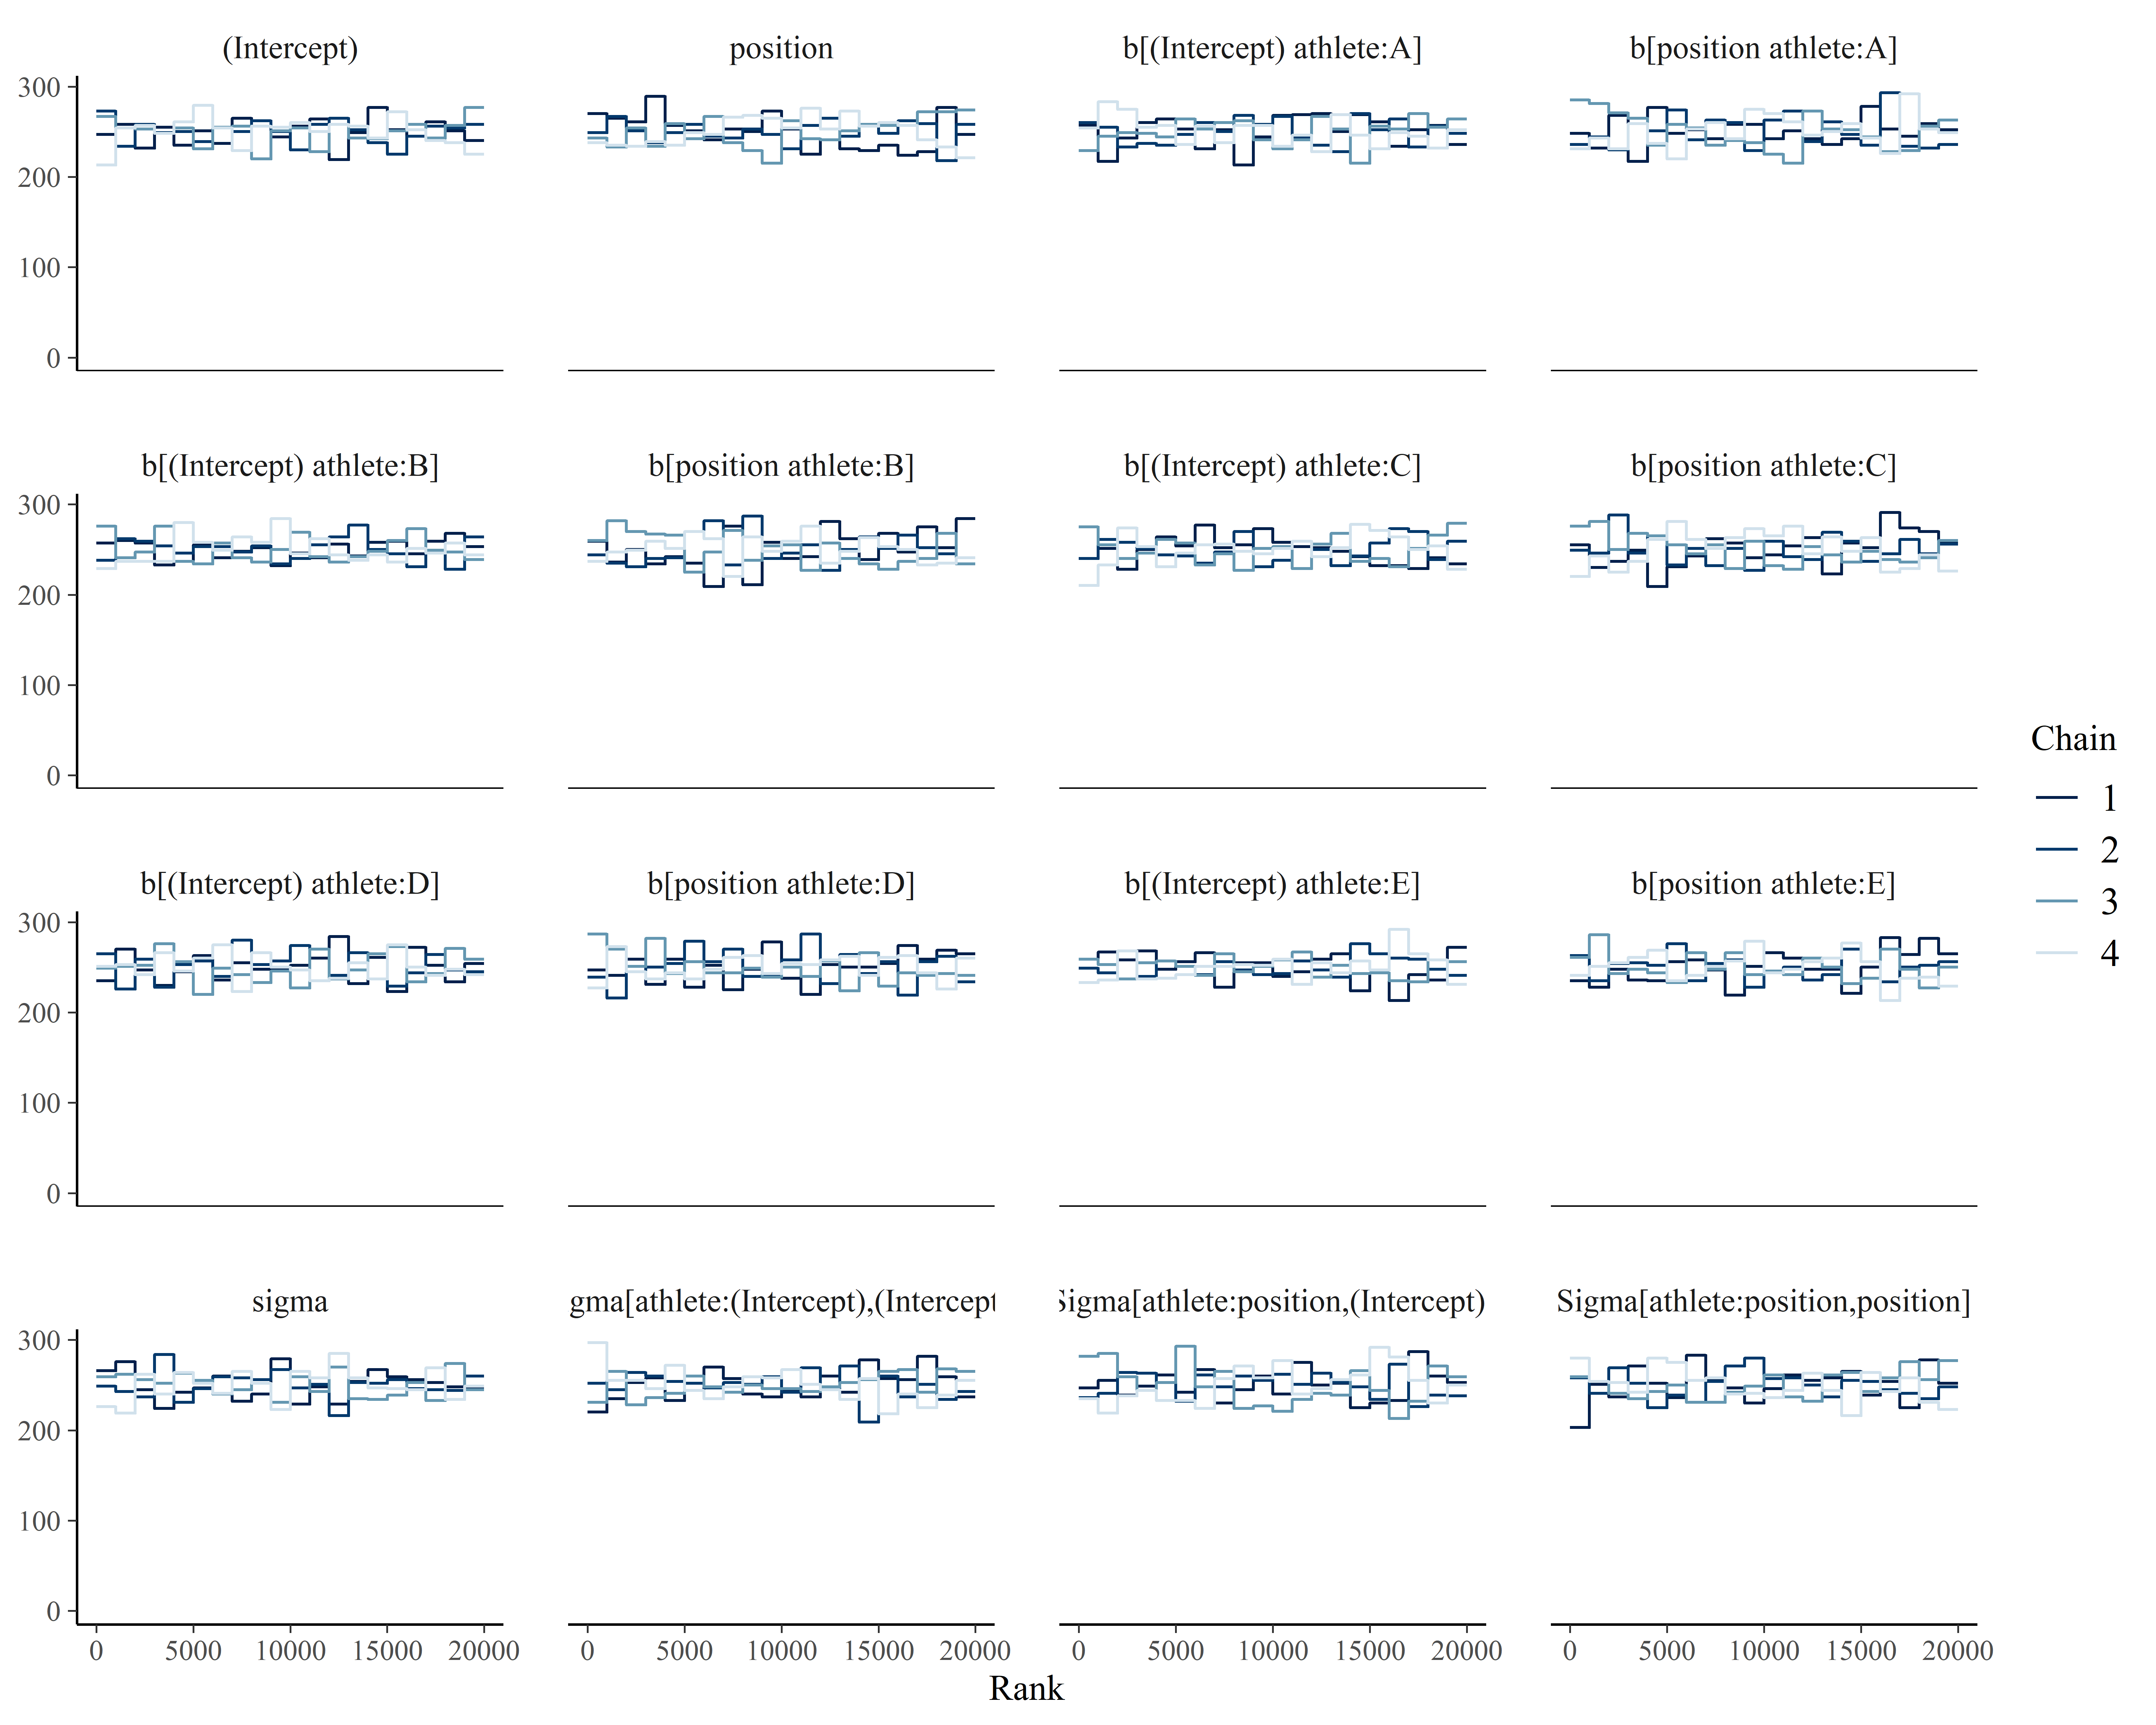 (Intercept) position b[(Intercept) athlete:A] b[position athlete:A]
300
200
100
0
b[(Intercept) athlete:B] b[position athlete:B] b[(Intercept) athlete:C] b[position athlete:C]
300
200
100
0
Chain
1
2
3
4
b[(Intercept) athlete:D] b[position athlete:D] b[(Intercept) athlete:E] b[position athlete:E]
300
200
100
0
sigma gma[athlete:(Intercept),(Intercept Sigma[athlete:position,(Intercept) Sigma[athlete:position,position]
300
200
100
0
0 5000 10000 15000 20000 0 5000 10000 15000 20000 0 5000 10000 15000 20000 0 5000 10000 15000 20000
Rank